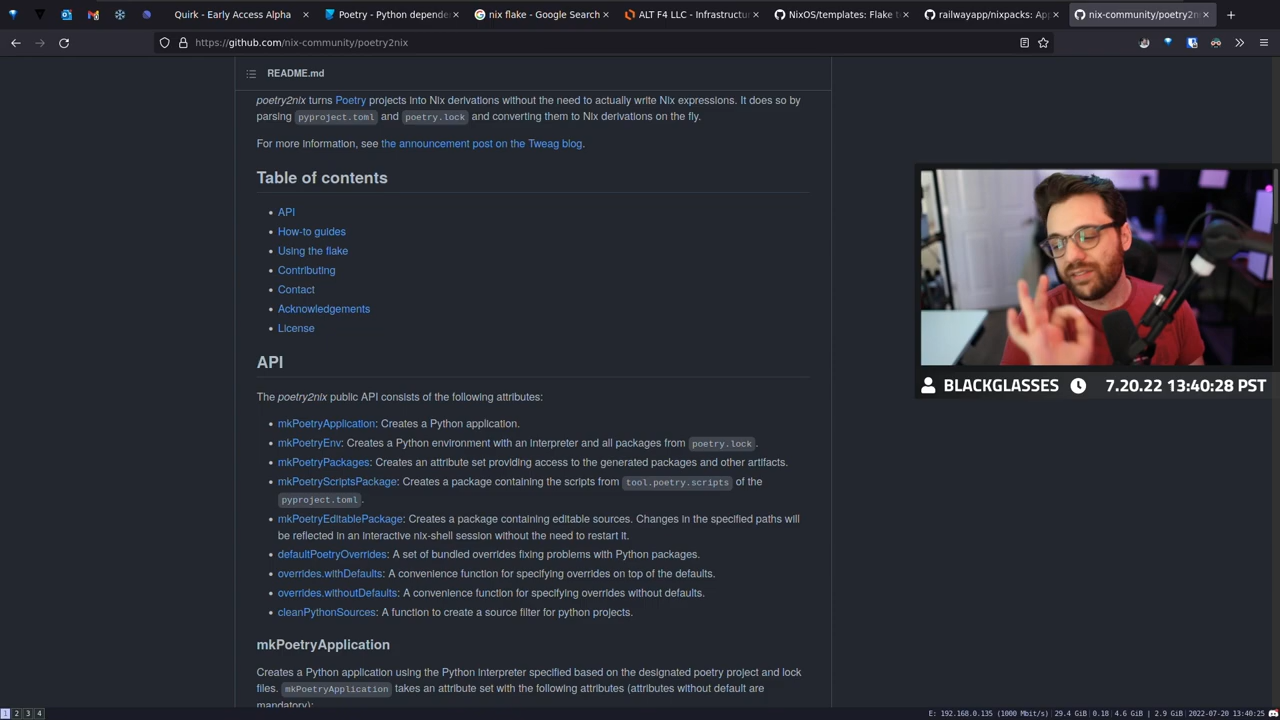 Quirk - Early Access Alpha
Poetry - Python depende
nix flake - Google Search
ALT F4 LLC - Infrastructu
NixOS/templates: Flake t
railwayapp/nixpacks: Ap
nix-community/poetry2n
https://github.com/nix-community/poetry2nix
README.md
poetry2nix turns Poetry projects into Nix derivations without the need to actually write Nix expressions. It does so by
parsing pyproject.toml and poetry.lock and converting them to Nix derivations on the fly.
For more information, see the announcement post on the Tweag blog.
Table of contents
• API
• How-to guides
• Using the flake
• Contributing
• Contact
• Acknowledgements
• License
API
The poetry2nix public API consists of the following attributes:
• mkPoetryApplication: Creates a Python application.
• mkPoetryEnv: Creates a Python environment with an interpreter and all packages from poetry.lock.
• mkPoetryPackages: Creates an attribute set providing access to the generated packages and other artifacts.
• mkPoetryScriptsPackage: Creates a package containing the scripts from tool.poetry.scripts of the
pyproject.toml.
• mkPoetryEditablePackage: Creates a package containing editable sources. Changes in the specified paths will
be reflected in an interactive nix-shell session without the need to restart it.
• defaultPoetryOverrides: A set of bundled overrides fixing problems with Python packages.
• overrides.withDefaults: A convenience function for specifying overrides on top of the defaults.
• overrides.withoutDefaults: A convenience function for specifying overrides without defaults.
• cleanPythonSources: A function to create a source filter for python projects.
mkPoetryApplication
Creates a Python application using the Python interpreter specified based on the designated poetry project and lock
files. mkPoetryApplication takes an attribute set with the following attributes (attributes without default are
mandatory):
BLACKGLASSES 7.20.22 13:40:28 PST
1 2 3 4
E: 192.168.0.135 (1000 Mbit/s) | 29.4 GiB | 0.18 | 4.6 GiB | 2.9 GiB | 2022-07-20 13:40:25